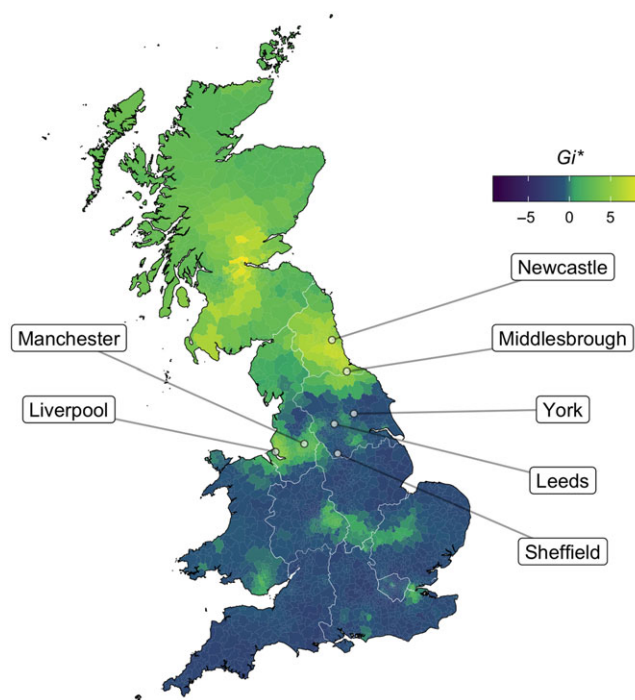 Gi*
−5 0 5
Newcastle
Manchester
Middlesbrough
Liverpool
York
Leeds
Sheffield